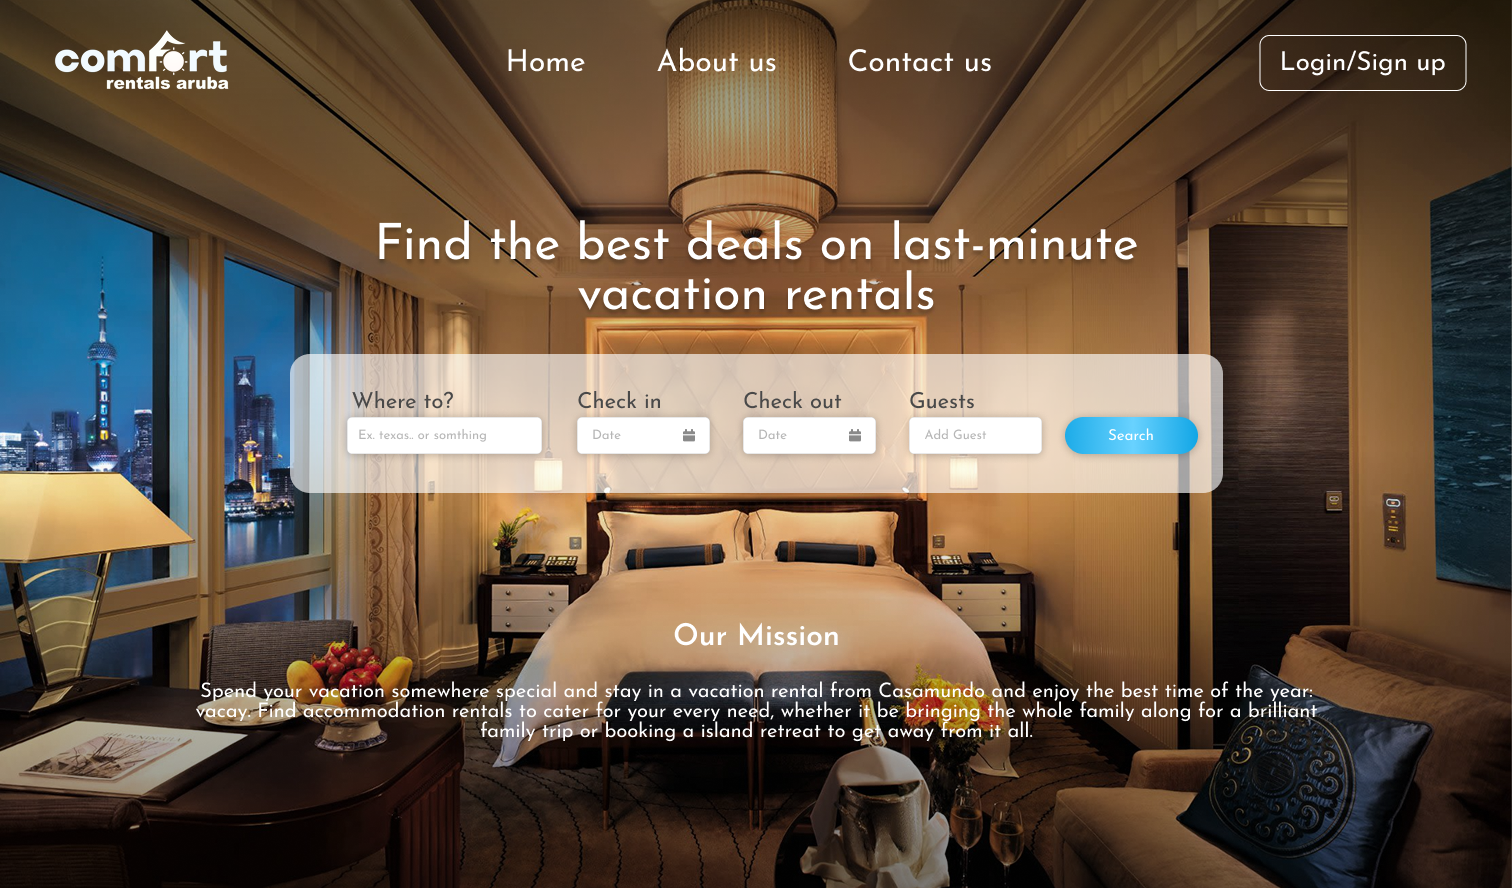 comfort
rentals aruba
Home
About us
Contact us
Login/Sign up
Find the best deals on last-minute
vacation rentals
Where to?
Check in
Check out
Guests
Ex. texas.. or somthing
Date
Date
Add Guest
Search
Our Mission
Spend your vacation somewhere special and stay in a vacation rental from Casamundo and enjoy the best time of the year:
vacay. Find accommodation rentals to cater for your every need, whether it be bringing the whole family along for a brilliant
family trip or booking a island retreat to get away from it all.